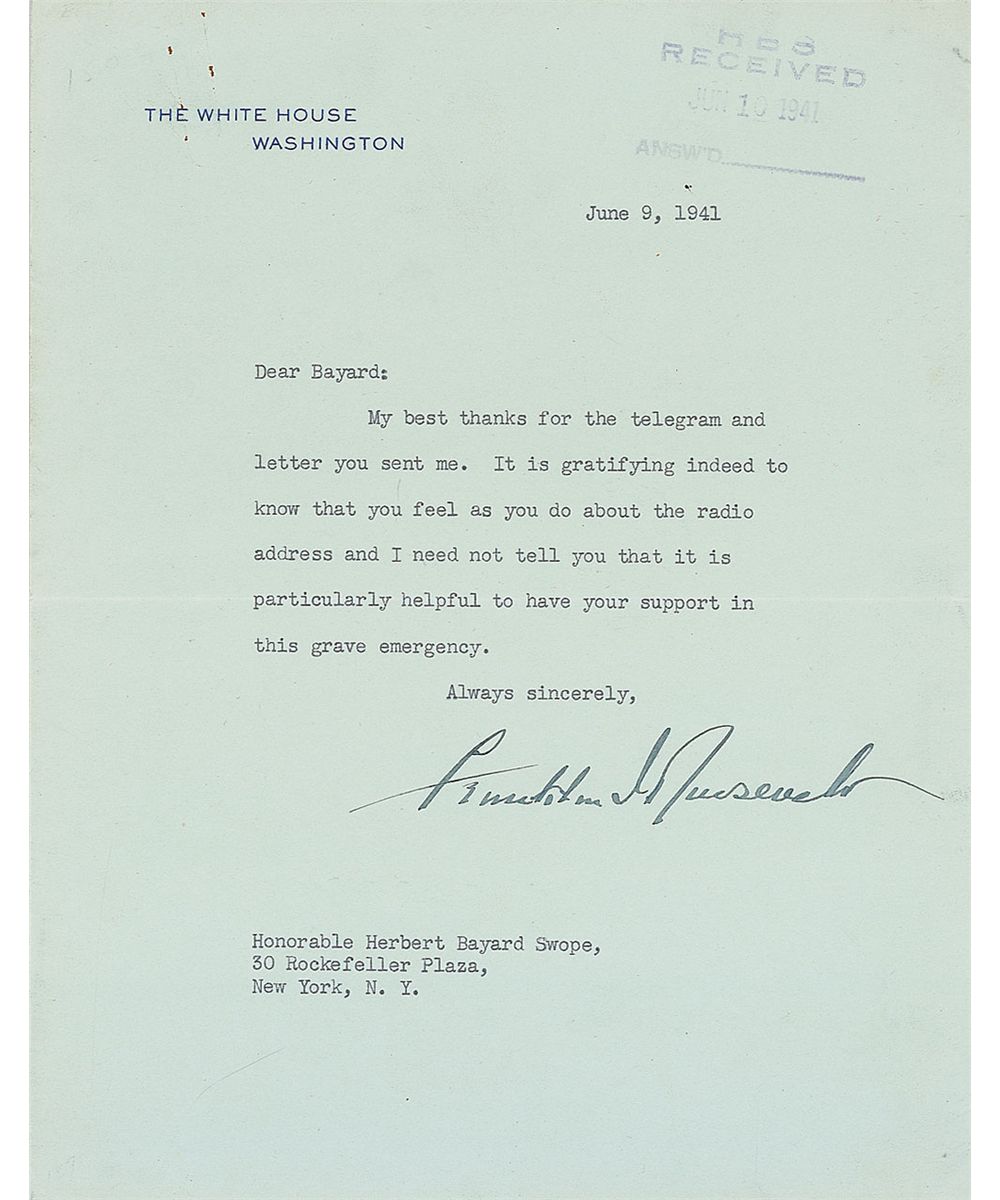 HBS
RECEIVED
JUN 10 1941
ANSW'D
THE WHITE HOUSE
WASHINGTON
June 9, 1941
Dear Bayard:
My best thanks for the telegram and
letter you sent me. It is gratifying indeed to
know that you feel as you do about the radio
address and I need not tell you that it is
particularly helpful to have your support in
this grave emergency.
Always sincerely,
Franklin D Roosevelt
Honorable Herbert Bayard Swope,
30 Rockefeller Plaza,
New York, N. Y.